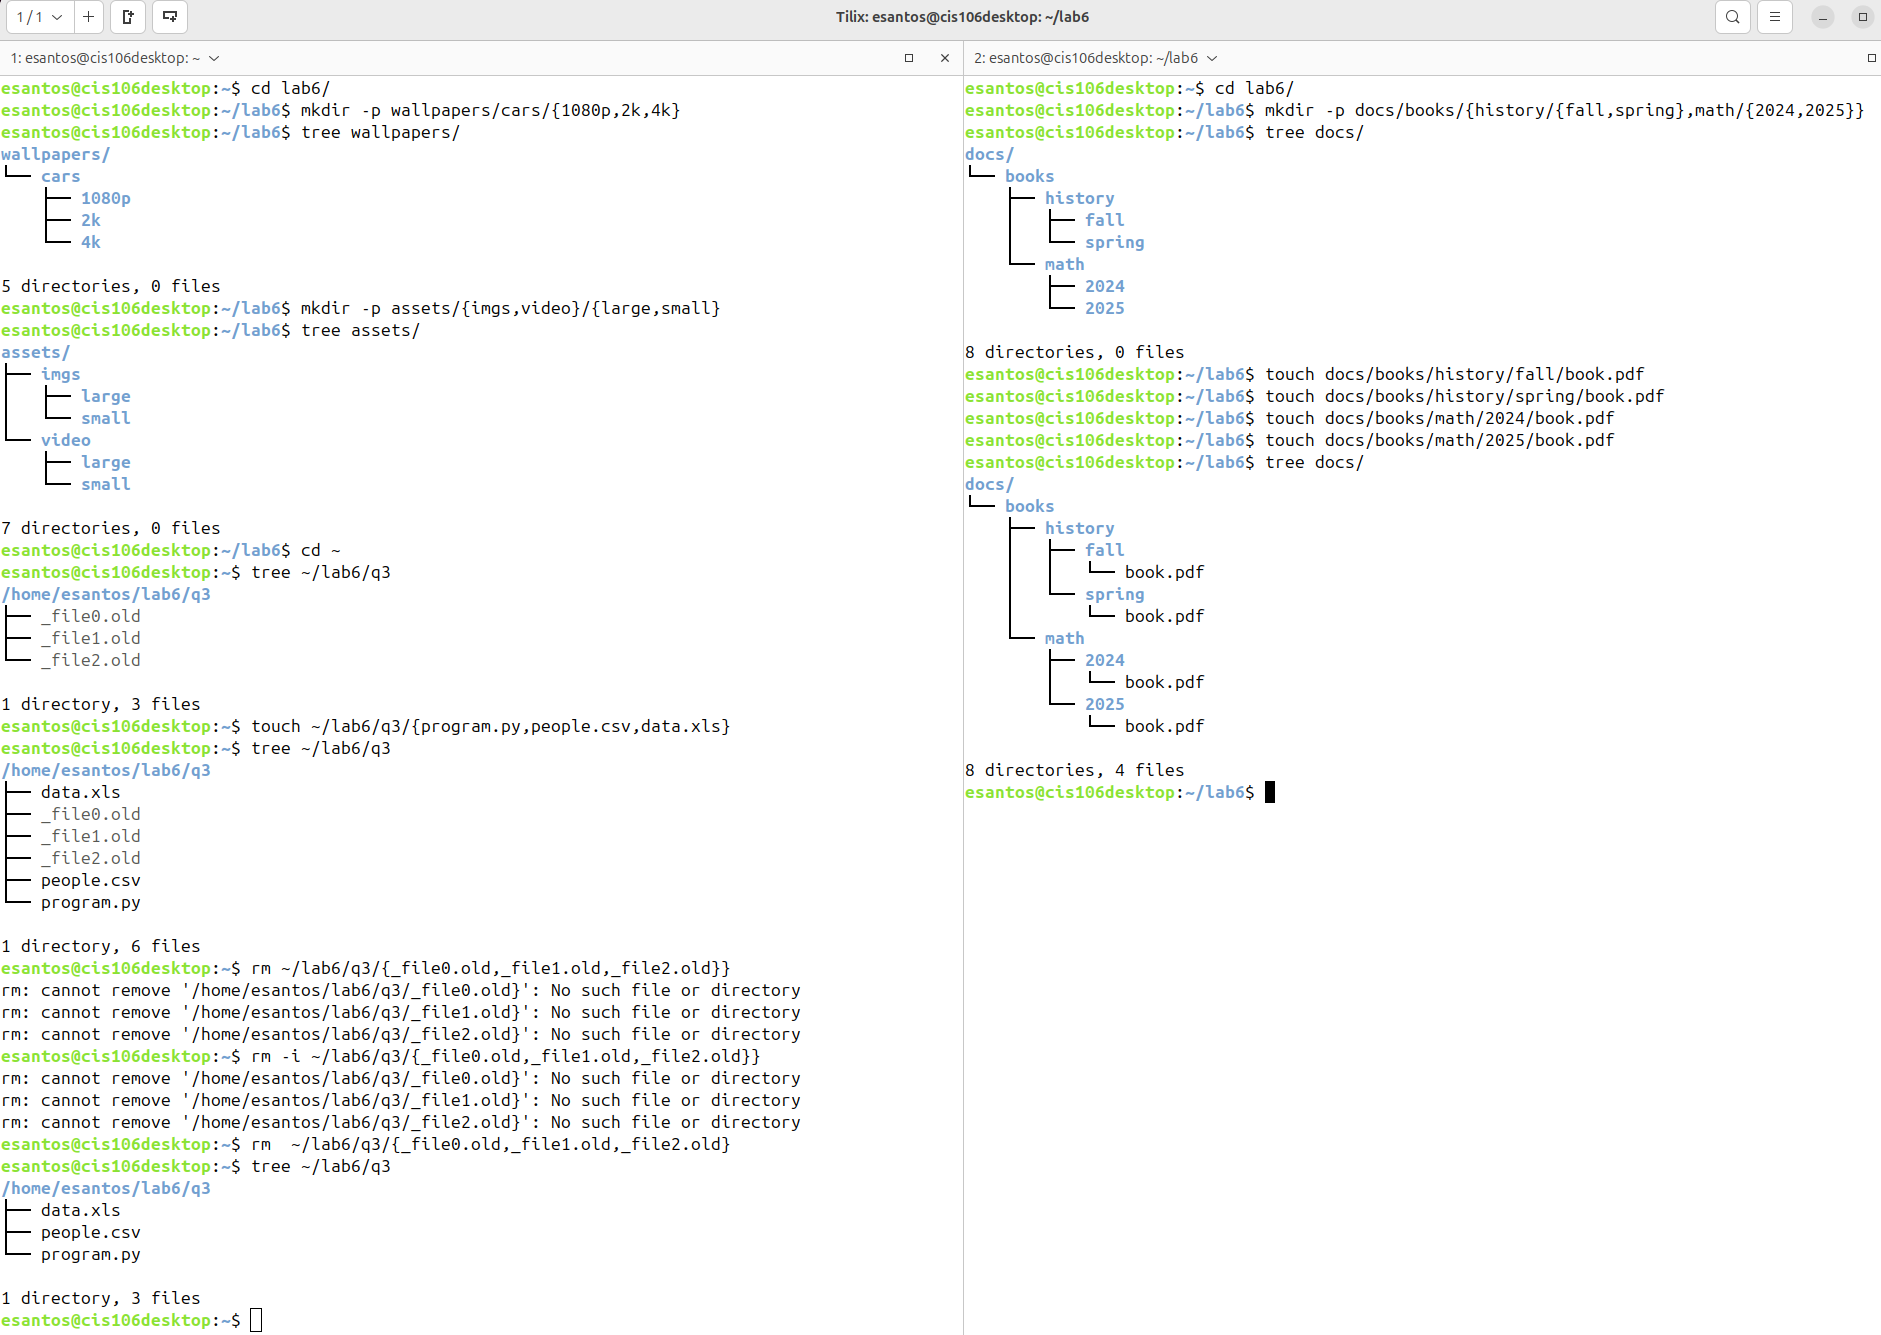 1 / 1
Tilix: esantos@cis106desktop: ~/lab6
1: esantos@cis106desktop: ~
esantos@cis106desktop:~$ cd lab6/
esantos@cis106desktop:~/lab6$ mkdir -p wallpapers/cars/{1080p,2k,4k}
esantos@cis106desktop:~/lab6$ tree wallpapers/
wallpapers/
└── cars
    ├── 1080p
    ├── 2k
    └── 4k
5 directories, 0 files
esantos@cis106desktop:~/lab6$ mkdir -p assets/{imgs,video}/{large,small}
esantos@cis106desktop:~/lab6$ tree assets/
assets/
├── imgs
│   ├── large
│   └── small
└── video
    ├── large
    └── small
7 directories, 0 files
esantos@cis106desktop:~/lab6$ cd ~
esantos@cis106desktop:~$ tree ~/lab6/q3
/home/esantos/lab6/q3
├── _file0.old
├── _file1.old
└── _file2.old
1 directory, 3 files
esantos@cis106desktop:~$ touch ~/lab6/q3/{program.py,people.csv,data.xls}
esantos@cis106desktop:~$ tree ~/lab6/q3
/home/esantos/lab6/q3
├── data.xls
├── _file0.old
├── _file1.old
├── _file2.old
├── people.csv
└── program.py
1 directory, 6 files
esantos@cis106desktop:~$ rm ~/lab6/q3/{_file0.old,_file1.old,_file2.old}}
rm: cannot remove '/home/esantos/lab6/q3/_file0.old}': No such file or directory
rm: cannot remove '/home/esantos/lab6/q3/_file1.old}': No such file or directory
rm: cannot remove '/home/esantos/lab6/q3/_file2.old}': No such file or directory
esantos@cis106desktop:~$ rm -i ~/lab6/q3/{_file0.old,_file1.old,_file2.old}}
rm: cannot remove '/home/esantos/lab6/q3/_file0.old}': No such file or directory
rm: cannot remove '/home/esantos/lab6/q3/_file1.old}': No such file or directory
rm: cannot remove '/home/esantos/lab6/q3/_file2.old}': No such file or directory
esantos@cis106desktop:~$ rm  ~/lab6/q3/{_file0.old,_file1.old,_file2.old}
esantos@cis106desktop:~$ tree ~/lab6/q3
/home/esantos/lab6/q3
├── data.xls
├── people.csv
└── program.py
1 directory, 3 files
esantos@cis106desktop:~$
2: esantos@cis106desktop: ~/lab6
esantos@cis106desktop:~$ cd lab6/
esantos@cis106desktop:~/lab6$ mkdir -p docs/books/{history/{fall,spring},math/{2024,2025}}
esantos@cis106desktop:~/lab6$ tree docs/
docs/
└── books
    ├── history
    │   ├── fall
    │   └── spring
    └── math
        ├── 2024
        └── 2025
8 directories, 0 files
esantos@cis106desktop:~/lab6$ touch docs/books/history/fall/book.pdf
esantos@cis106desktop:~/lab6$ touch docs/books/history/spring/book.pdf
esantos@cis106desktop:~/lab6$ touch docs/books/math/2024/book.pdf
esantos@cis106desktop:~/lab6$ touch docs/books/math/2025/book.pdf
esantos@cis106desktop:~/lab6$ tree docs/
docs/
└── books
    ├── history
    │   ├── fall
    │   │   └── book.pdf
    │   └── spring
    │       └── book.pdf
    └── math
        ├── 2024
        │   └── book.pdf
        └── 2025
            └── book.pdf
8 directories, 4 files
esantos@cis106desktop:~/lab6$